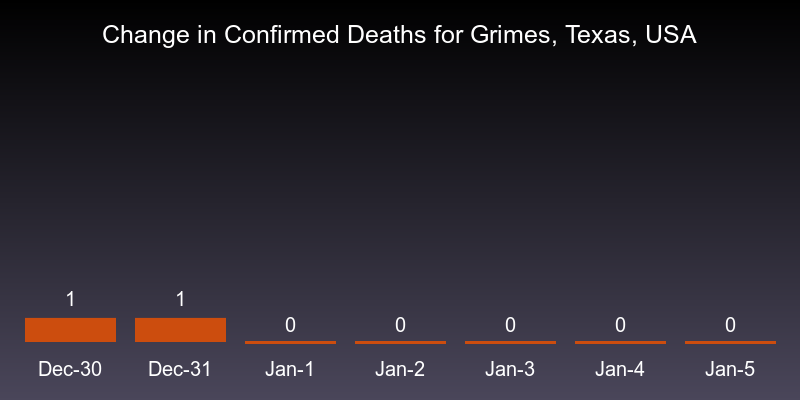 Change in Confirmed Deaths for Grimes, Texas, USA
1 1 0 0 0 0 0
Dec-30 Dec-31 Jan-1 Jan-2 Jan-3 Jan-4 Jan-5